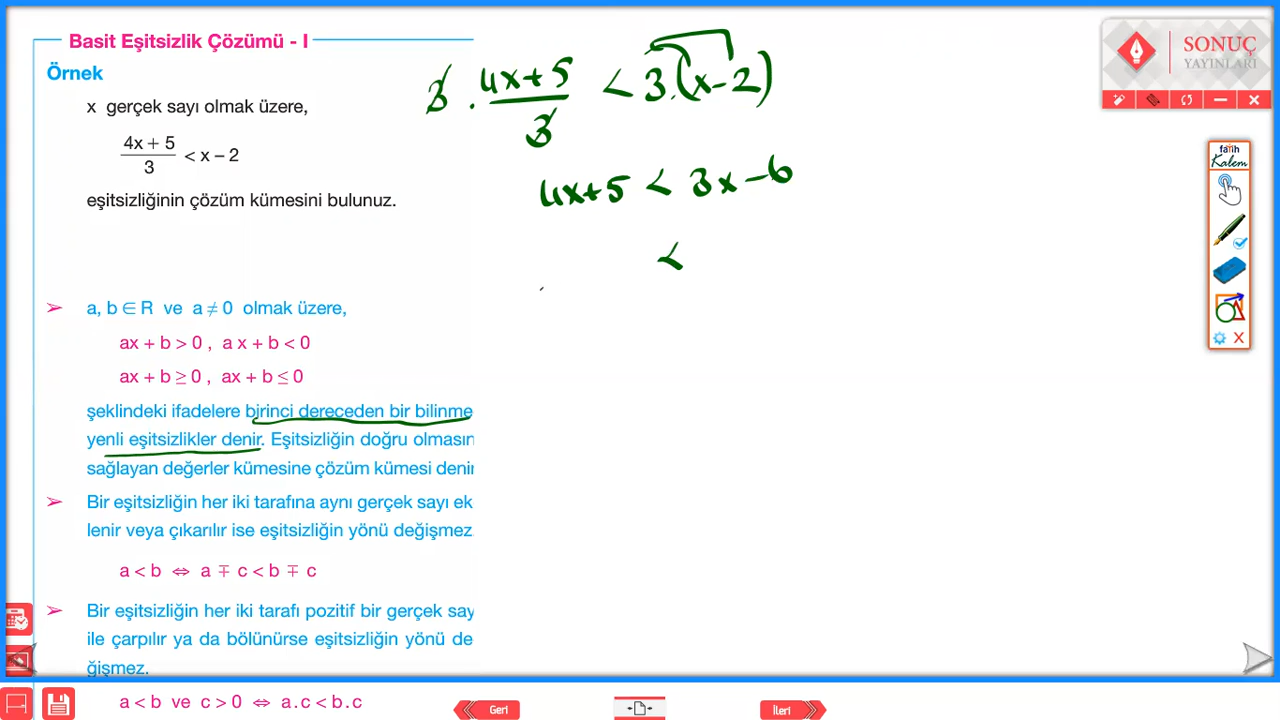 Basit Eşitsizlik Çözümü - I
Örnek
x gerçek sayı olmak üzere,
4x + 5
3
< x – 2
eşitsizliğinin çözüm kümesini bulunuz.
➢ a, b ∈ R ve a ≠ 0 olmak üzere,
ax + b > 0 , a x + b < 0
ax + b ≥ 0 , ax + b ≤ 0
şeklindeki ifadelere birinci dereceden bir bilinme
yenli eşitsizlikler denir. Eşitsizliğin doğru olmasın
sağlayan değerler kümesine çözüm kümesi denir
➢ Bir eşitsizliğin her iki tarafına aynı gerçek sayı ek
lenir veya çıkarılır ise eşitsizliğin yönü değişmez
a < b ⇔ a ∓ c < b ∓ c
➢ Bir eşitsizliğin her iki tarafı pozitif bir gerçek say
ile çarpılır ya da bölünürse eşitsizliğin yönü de
ğişmez.
a < b ve c > 0 ⇔ a.c < b.c
3 . 4x+5 < 3.(x-2)
3
4x+5 < 3x-6
<
SONUÇ
YAYINLARI
fatih
Kalem
Geri
İleri